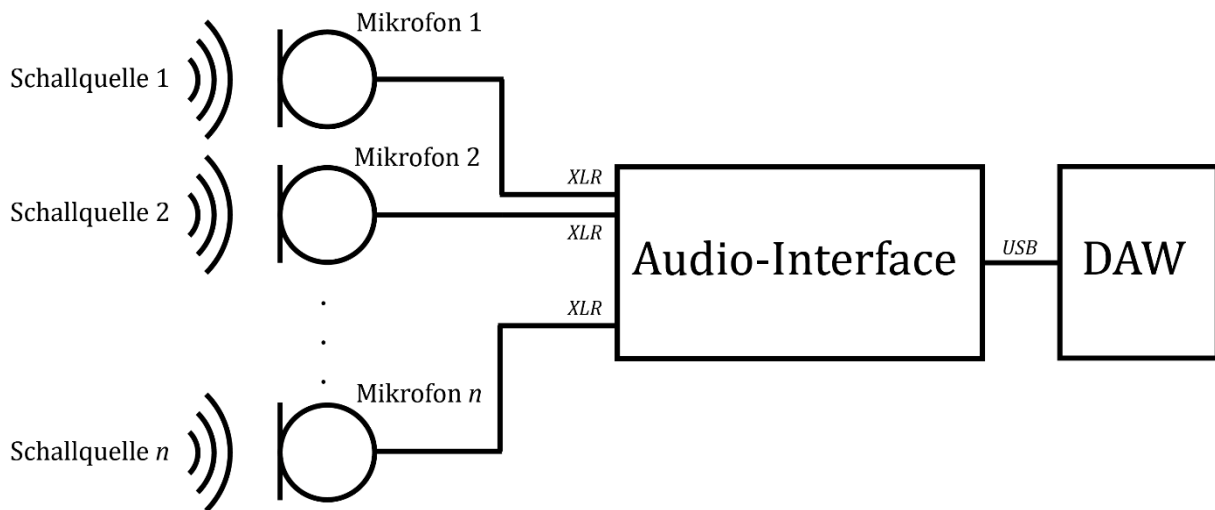 Mikrofon 1
Schallquelle 1
Mikrofon 2
XLR
Schallquelle 2
XLR
Audio-Interface
USB
DAW
XLR
Mikrofon n
Schallquelle n